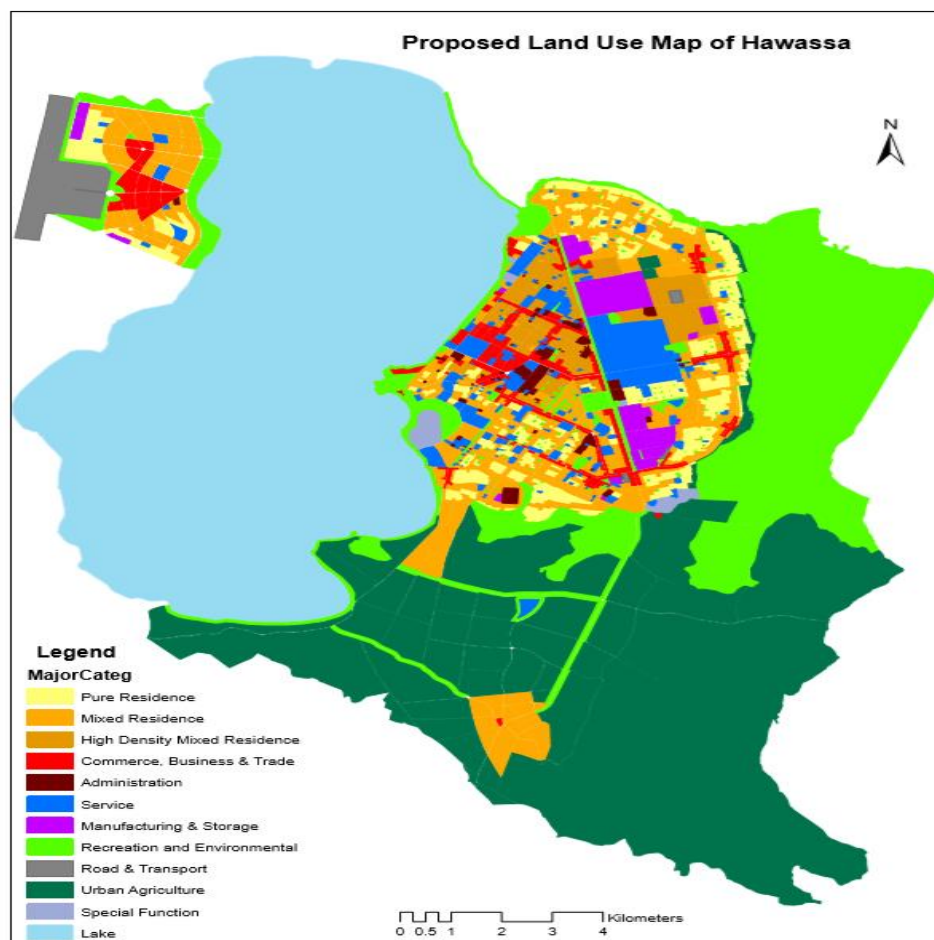 Proposed Land Use Map of Hawassa
N
Legend
MajorCateg
Pure Residence
Mixed Residence
High Density Mixed Residence
Commerce, Business & Trade
Administration
Service
Manufacturing & Storage
Recreation and Environmental
Road & Transport
Urban Agriculture
Special Function
Lake
Kilometers
0 0.5 1 2 3 4